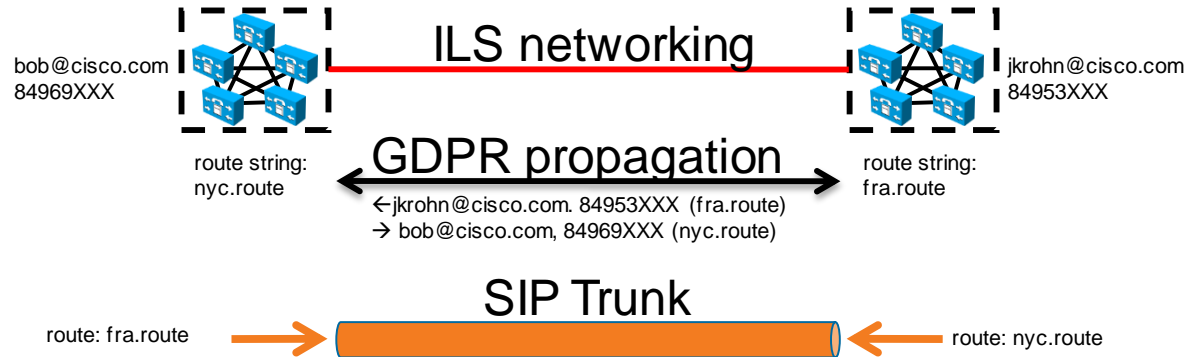 ILS networking
bob@cisco.com
84969XXX
jkrohn@cisco.com
84953XXX
GDPR propagation
route string:
nyc.route
route string:
fra.route
←jkrohn@cisco.com. 84953XXX (fra.route)
→ bob@cisco.com, 84969XXX (nyc.route)
SIP Trunk
route: fra.route
route: nyc.route